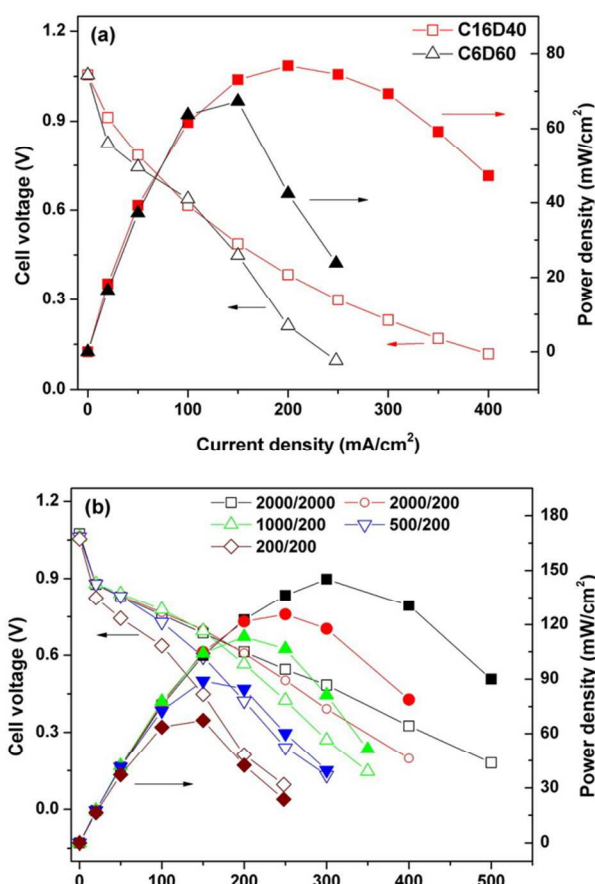 (a)
C16D40
C6D60
1.2
0.9
0.6
0.3
0.0
Cell voltage (V)
80
60
40
20
0
Power density (mW/cm²)
0 100 200 300 400
Current density (mA/cm²)
(b)
2000/2000 2000/200
1000/200 500/200
200/200
1.2
0.9
0.6
0.3
0.0
Cell voltage (V)
180
150
120
90
60
30
0
Power density (mW/cm²)
0 100 200 300 400 500